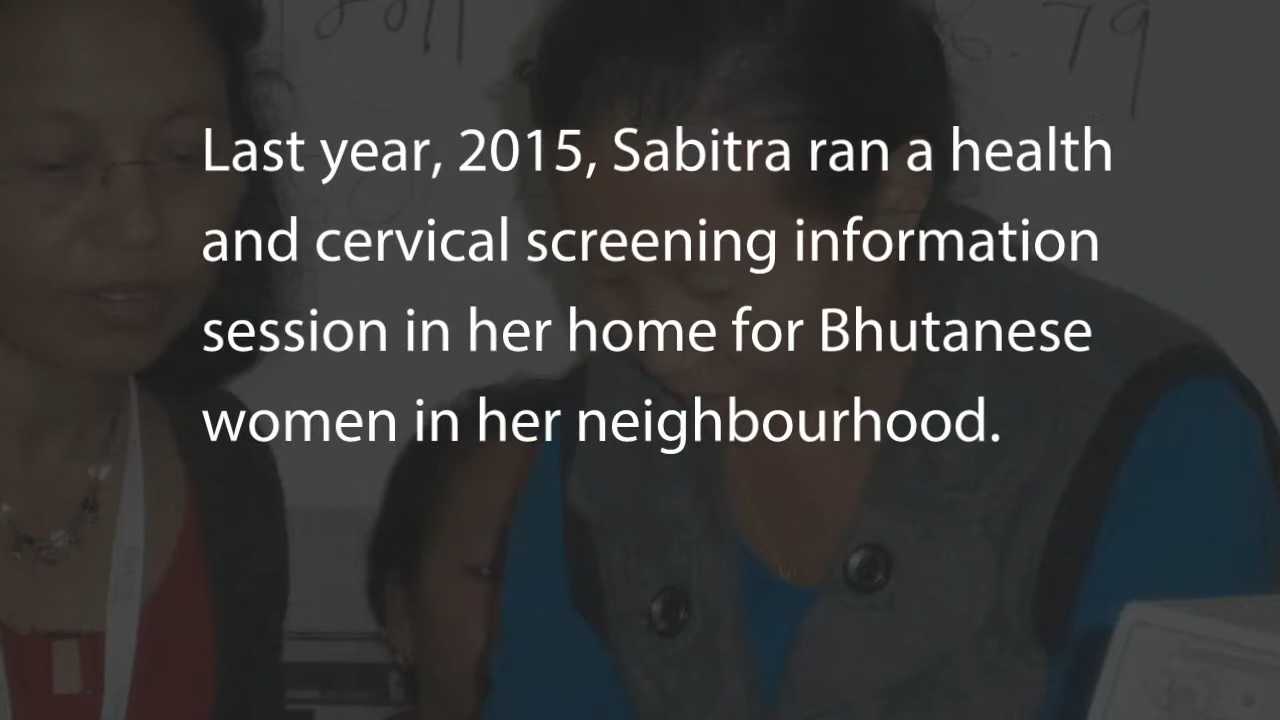 Last year, 2015, Sabitra ran a health
and cervical screening information
session in her home for Bhutanese
women in her neighbourhood.